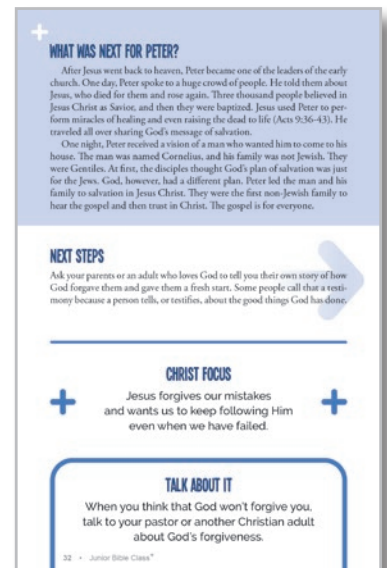 WHAT WAS NEXT FOR PETER?
After Jesus went back to heaven, Peter became one of the leaders of the early
church. One day, Peter spoke to a huge crowd of people. He told them about
Jesus, who died for them and rose again. Three thousand people believed in
Jesus Christ as Savior, and then they were baptized. Jesus used Peter to per-
form miracles of healing and even raising the dead to life (Acts 9:36-43). He
traveled all over sharing God's message of salvation.
One night, Peter received a vision of a man who wanted him to come to his
house. The man was named Cornelius, and his family was not Jewish. They
were Gentiles. At first, the disciples thought God's plan of salvation was just
for the Jews. God, however, had a different plan. Peter led the man and his
family to salvation in Jesus Christ. They were the first non-Jewish family to
hear the gospel and then trust in Christ. The gospel is for everyone.
NEXT STEPS
Ask your parents or an adult who loves God to tell you their own story of how
God forgave them and gave them a fresh start. Some people call that a testi-
mony because a person tells, or testifies, about the good things God has done.
CHRIST FOCUS
Jesus forgives our mistakes
and wants us to keep following Him
even when we have failed.
TALK ABOUT IT
When you think that God won't forgive you,
talk to your pastor or another Christian adult
about God's forgiveness.
32 • Junior Bible Class®